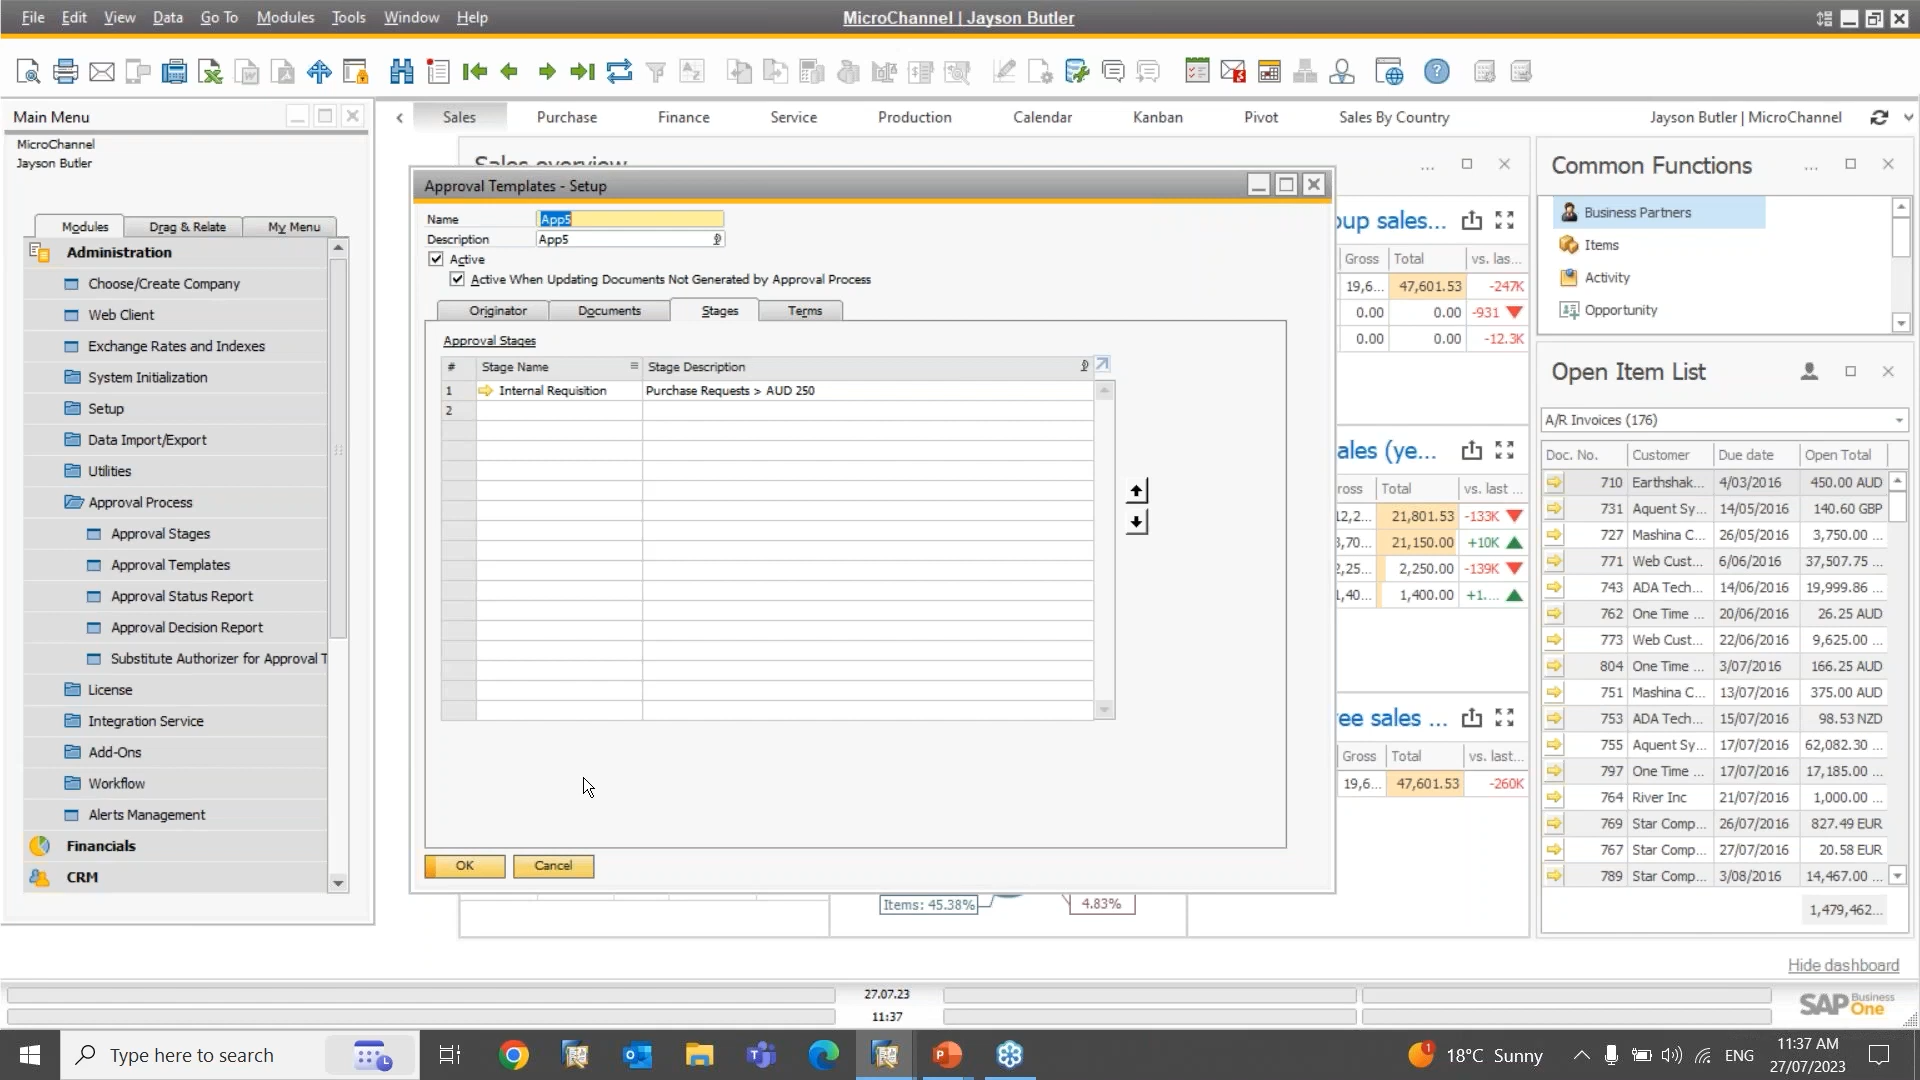 File Edit View Data Go To Modules Tools Window Help
MicroChannel | Jayson Butler
Main Menu
MicroChannel
Jayson Butler
Modules Drag & Relate My Menu
Administration
Choose/Create Company
Web Client
Exchange Rates and Indexes
System Initialization
Setup
Data Import/Export
Utilities
Approval Process
Approval Stages
Approval Templates
Approval Status Report
Approval Decision Report
Substitute Authorizer for Approval T
License
Integration Service
Add-Ons
Workflow
Alerts Management
Financials
CRM
Sales Purchase Finance Service Production Calendar Kanban Pivot Sales By Country
Jayson Butler | MicroChannel
Approval Templates - Setup
Name App5
Description App5
Active
Active When Updating Documents Not Generated by Approval Process
Originator Documents Stages Terms
Approval Stages
# Stage Name Stage Description
1 Internal Requisition Purchase Requests > AUD 250
2
OK Cancel
Items: 45.38% 4.83%
oup sales...
Gross Total vs. las...
19,6... 47,601.53 -247K
0.00 0.00 -931
0.00 0.00 -12.3K
ales (ye...
ross Total vs. last ...
12,2... 21,801.53 -133K
3,70... 21,150.00 +10K
2,25... 2,250.00 -139K
1,40... 1,400.00 +1....
ee sales ...
Gross Total vs. last...
19,6... 47,601.53 -260K
Common Functions ...
Business Partners
Items
Activity
Opportunity
Open Item List
A/R Invoices (176)
Doc. No. Customer Due date Open Total
710 Earthshak... 4/03/2016 450.00 AUD
731 Aquent Sy... 14/05/2016 140.60 GBP
727 Mashina C... 26/05/2016 3,750.00 ...
771 Web Cust... 6/06/2016 37,507.75 ...
743 ADA Tech... 14/06/2016 19,999.86 ...
762 One Time ... 20/06/2016 26.25 AUD
773 Web Cust... 22/06/2016 9,625.00 ...
804 One Time ... 3/07/2016 166.25 AUD
751 Mashina C... 13/07/2016 375.00 AUD
753 ADA Tech... 15/07/2016 98.53 NZD
755 Aquent Sy... 17/07/2016 62,082.30 ...
797 One Time ... 17/07/2016 17,185.00 ...
764 River Inc 21/07/2016 1,000.00 ...
769 Star Comp... 26/07/2016 827.49 EUR
767 Star Comp... 27/07/2016 20.58 EUR
789 Star Comp... 3/08/2016 14,467.00 ...
1,479,462...
Hide dashboard
27.07.23
11:37
SAP Business One
Type here to search
18°C Sunny
ENG
11:37 AM
27/07/2023